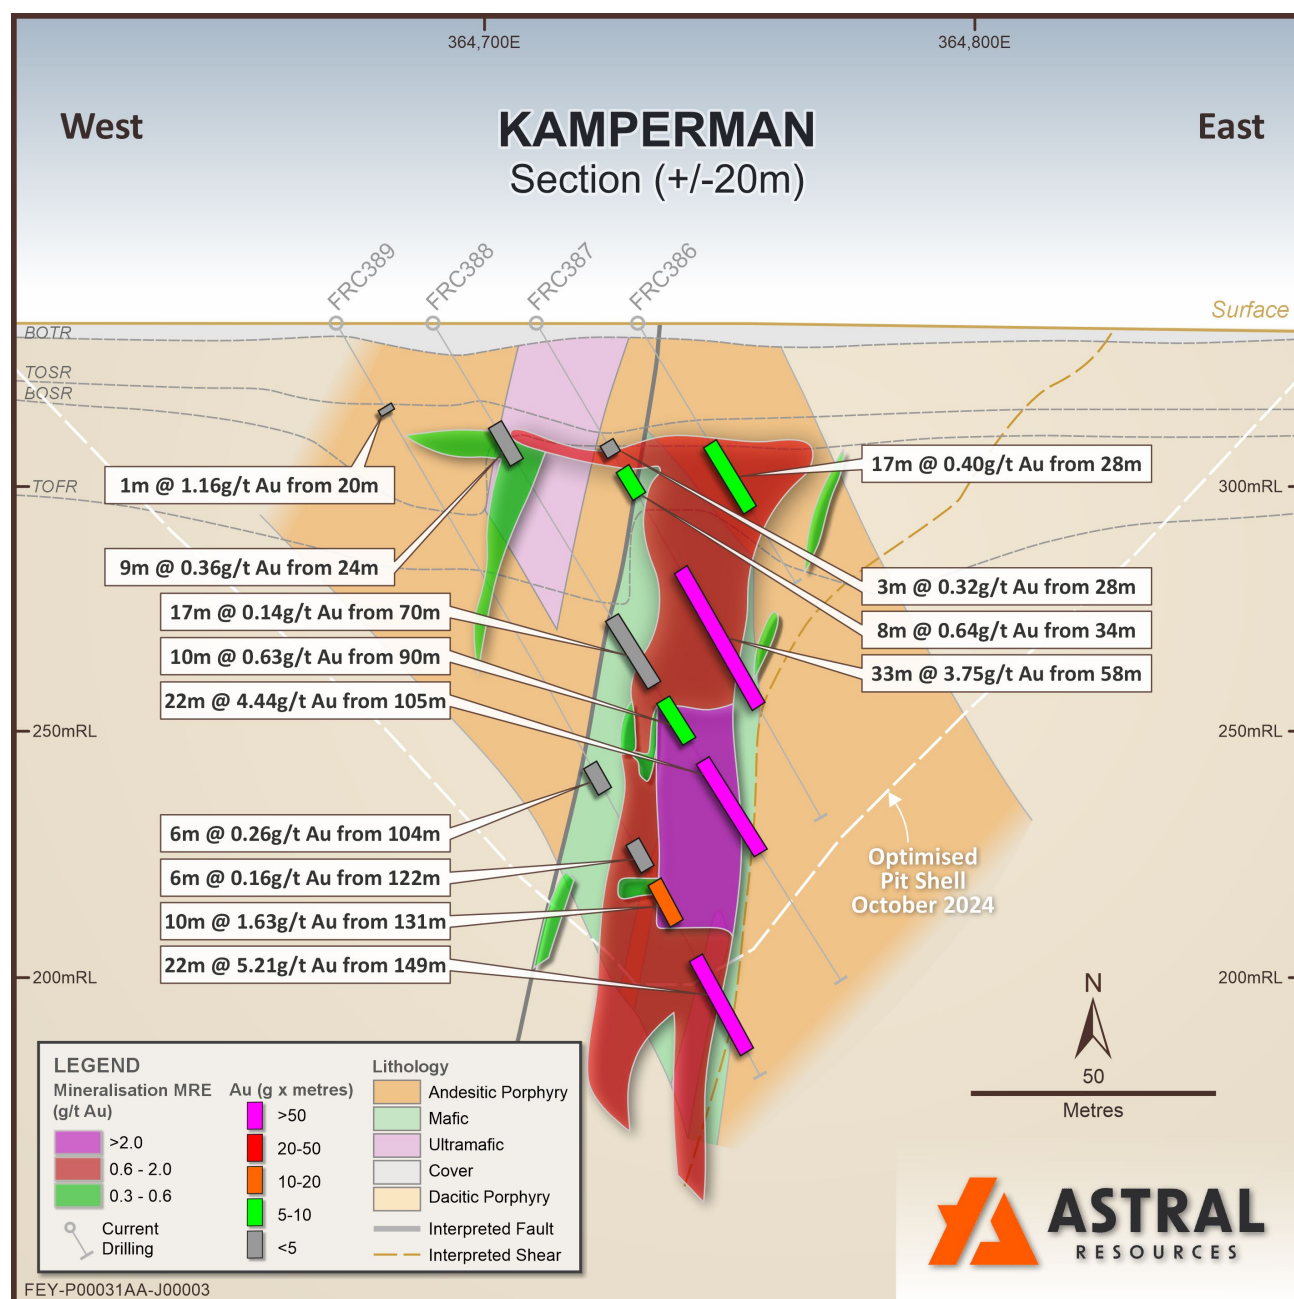 364,700E
364,800E
West
KAMPERMAN
East
Section (+/-20m)
FRC389
FRC388
FRC387
FRC386
Surface
BOTR
TOSR
BOSR
TOFR
17m @ 0.40g/t Au from 28m
1m @ 1.16g/t Au from 20m
300mRL
9m @ 0.36g/t Au from 24m
3m @ 0.32g/t Au from 28m
17m @ 0.14g/t Au from 70m
8m @ 0.64g/t Au from 34m
10m @ 0.63g/t Au from 90m
33m @ 3.75g/t Au from 58m
22m @ 4.44g/t Au from 105m
250mRL
250mRL
6m @ 0.26g/t Au from 104m
Optimised
Pit Shell
October 2024
6m @ 0.16g/t Au from 122m
10m @ 1.63g/t Au from 131m
22m @ 5.21g/t Au from 149m
200mRL
200mRL
N
50
Metres
LEGEND
Mineralisation MRE
(g/t Au)
>2.0
0.6 - 2.0
0.3 - 0.6
Current
Drilling
Au (g x metres)
>50
20-50
10-20
5-10
<5
Lithology
Andesitic Porphyry
Mafic
Ultramafic
Cover
Dacitic Porphyry
Interpreted Fault
Interpreted Shear
ASTRAL
RESOURCES
FEY-P00031AA-J00003